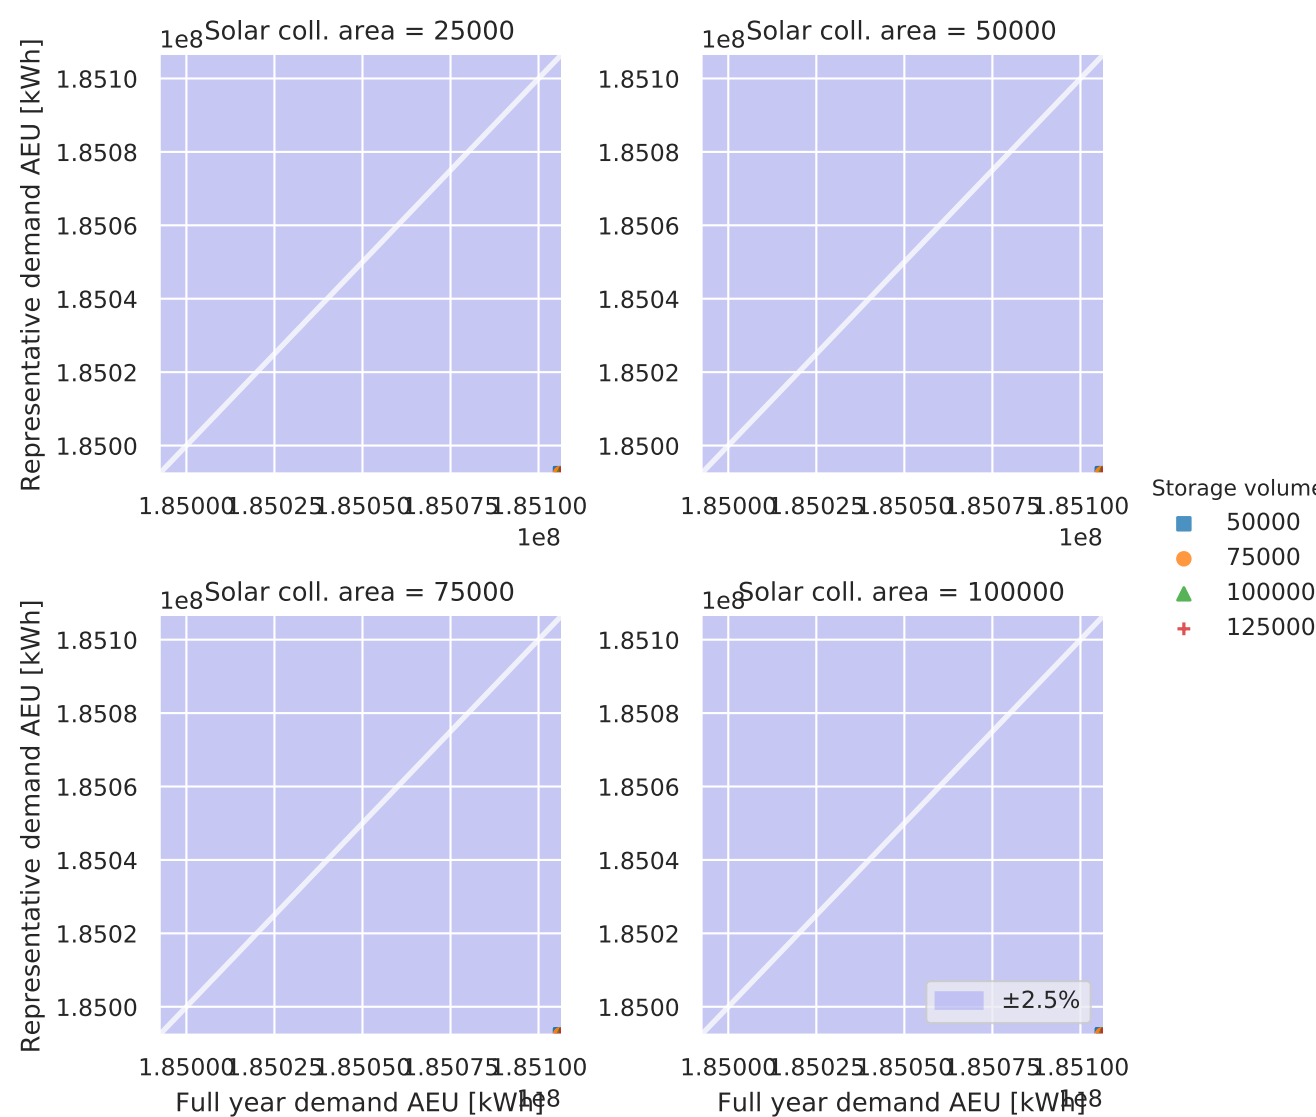 1e8 Solar coll. area = 25000
1e8 Solar coll. area = 50000
Representative demand AEU [kWh]
1.8510
1.8508
1.8506
1.8504
1.8502
1.8500
1.8510
1.8508
1.8506
1.8504
1.8502
1.8500
1.85000 1.85025 1.85050 1.85075 1.85100
1e8
1.85000 1.85025 1.85050 1.85075 1.85100
1e8
Storage volume
50000
75000
100000
125000
1e8 Solar coll. area = 75000
1e8 Solar coll. area = 100000
Representative demand AEU [kWh]
1.8510
1.8508
1.8506
1.8504
1.8502
1.8500
1.8510
1.8508
1.8506
1.8504
1.8502
1.8500
±2.5%
1.85000 1.85025 1.85050 1.85075 1.85100
1e8
Full year demand AEU [kWh]
1.85000 1.85025 1.85050 1.85075 1.85100
1e8
Full year demand AEU [kWh]